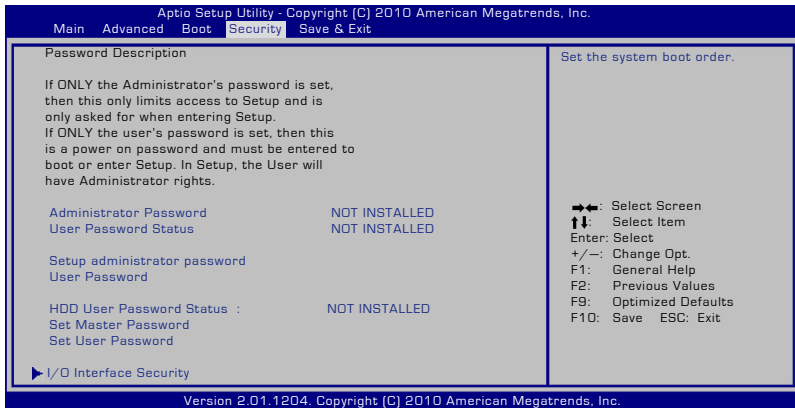 Aptio Setup Utility - Copyright (C) 2010 American Megatrends, Inc.
Main Advanced Boot Security Save & Exit
Password Description
If ONLY the Administrator's password is set,
then this only limits access to Setup and is
only asked for when entering Setup.
If ONLY the user's password is set, then this
is a power on password and must be entered to
boot or enter Setup. In Setup, the User will
have Administrator rights.
Administrator Password NOT INSTALLED
User Password Status NOT INSTALLED
Setup administrator password
User Password
HDD User Password Status : NOT INSTALLED
Set Master Password
Set User Password
I/O Interface Security
Set the system boot order.
→←: Select Screen
↑↓: Select Item
Enter: Select
+/—: Change Opt.
F1: General Help
F2: Previous Values
F9: Optimized Defaults
F10: Save ESC: Exit
Version 2.01.1204. Copyright (C) 2010 American Megatrends, Inc.